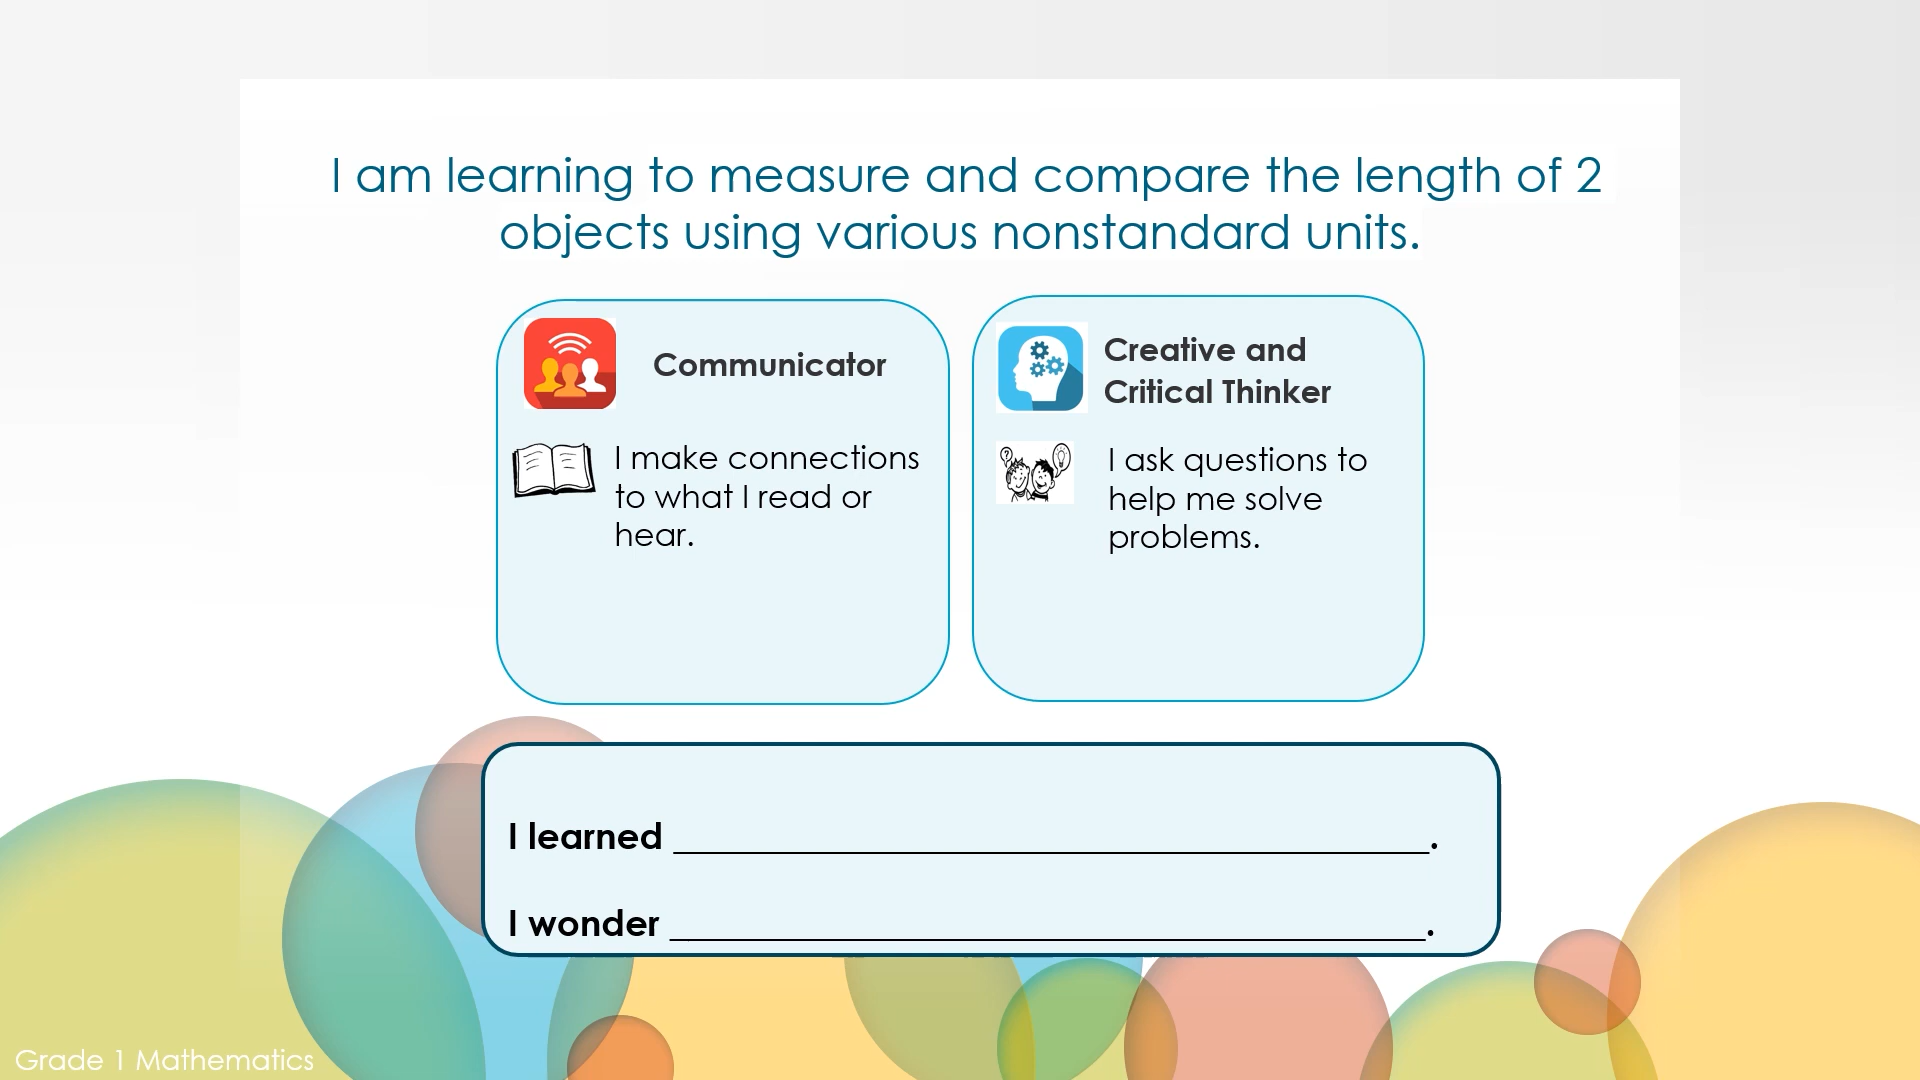 I am learning to measure and compare the length of 2
objects using various nonstandard units.
Communicator
I make connections
to what I read or
hear.
Creative and
Critical Thinker
?
I ask questions to
help me solve
problems.
I learned ______________________________________.
I wonder ______________________________________.
Grade 1 Mathematics